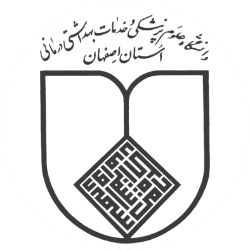 دانشگاه علوم پزشکی و خدمات بهداشتی درمانی
استان اصفهان